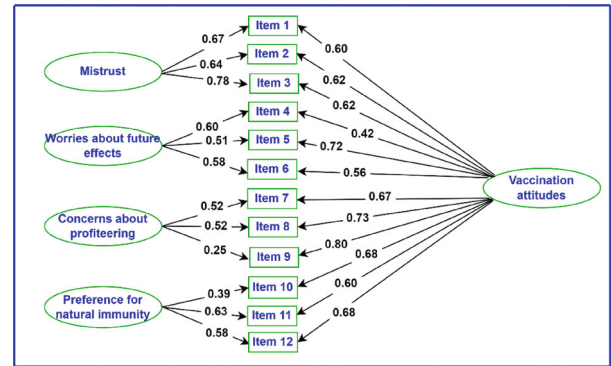 Item 1
0.67
0.60
Item 2
0.64
0.62
Mistrust
0.78
Item 3
0.62
Item 4
0.60
0.42
Worries about future
effects
0.51
Item 5
0.72
0.58
Item 6
0.56
Vaccination
attitudes
Item 7
0.52
0.67
Concerns about
profiteering
0.52
Item 8
0.73
0.25
Item 9
0.80
Item 10
0.39
0.68
Preference for
natural immunity
0.63
Item 11
0.60
0.58
Item 12
0.68